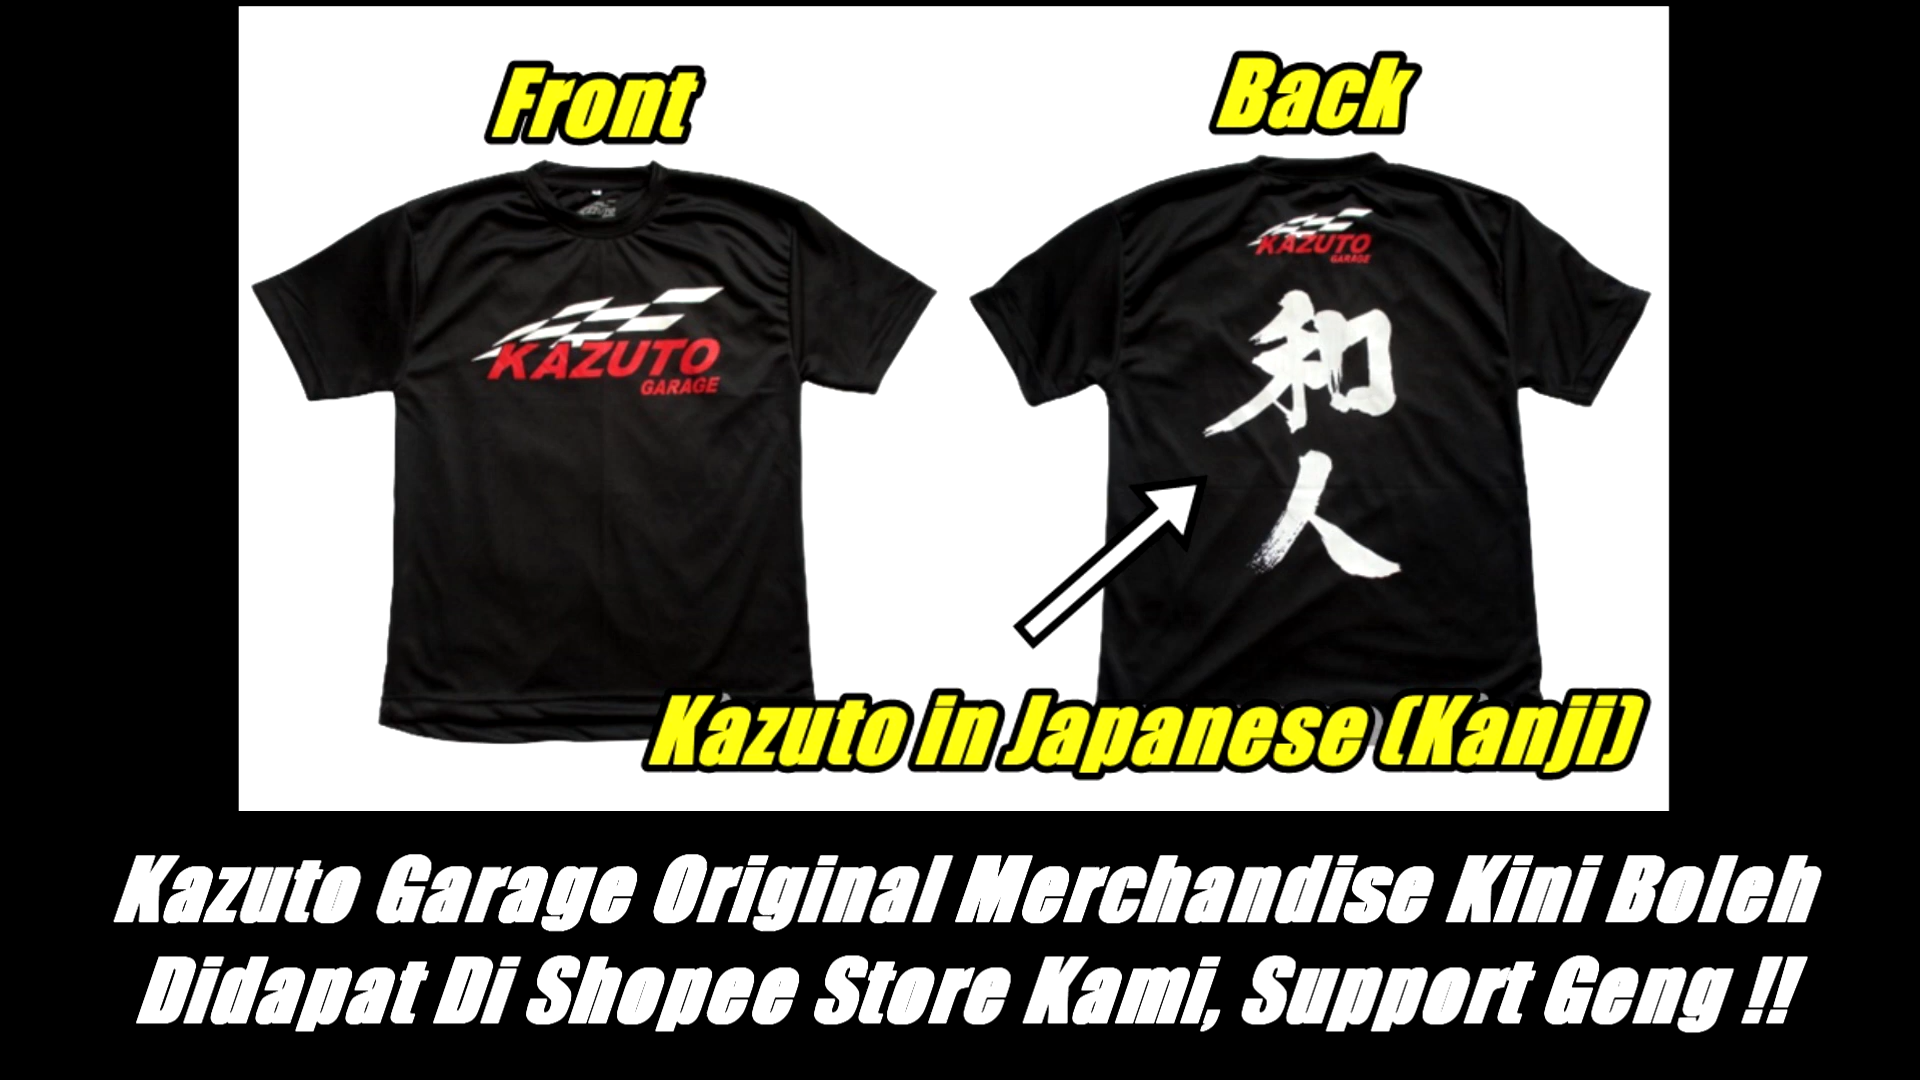 Front
Back
KAZUTO
KAZUTO
GARAGE
KAZUTO
GARAGE
和
人
Kazuto in Japanese (Kanji)
Kazuto Garage Original Merchandise Kini Boleh
Didapat Di Shopee Store Kami, Support Geng !!